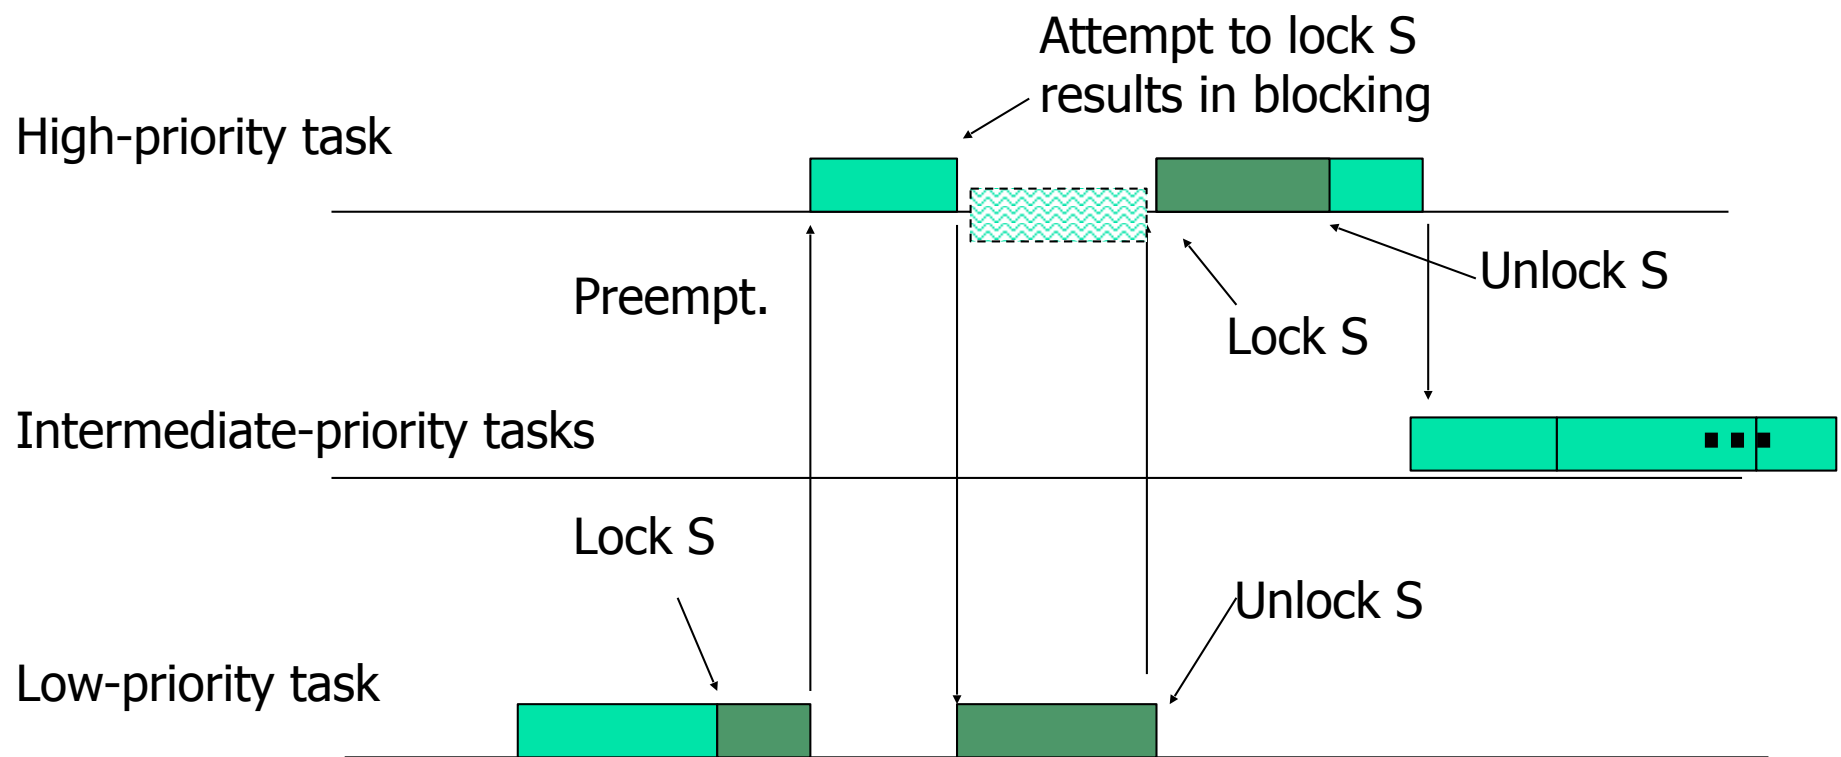 Attempt to lock S
results in blocking
High-priority task
Unlock S
Preempt.
Lock S
Intermediate-priority tasks
...
Lock S
Unlock S
Low-priority task